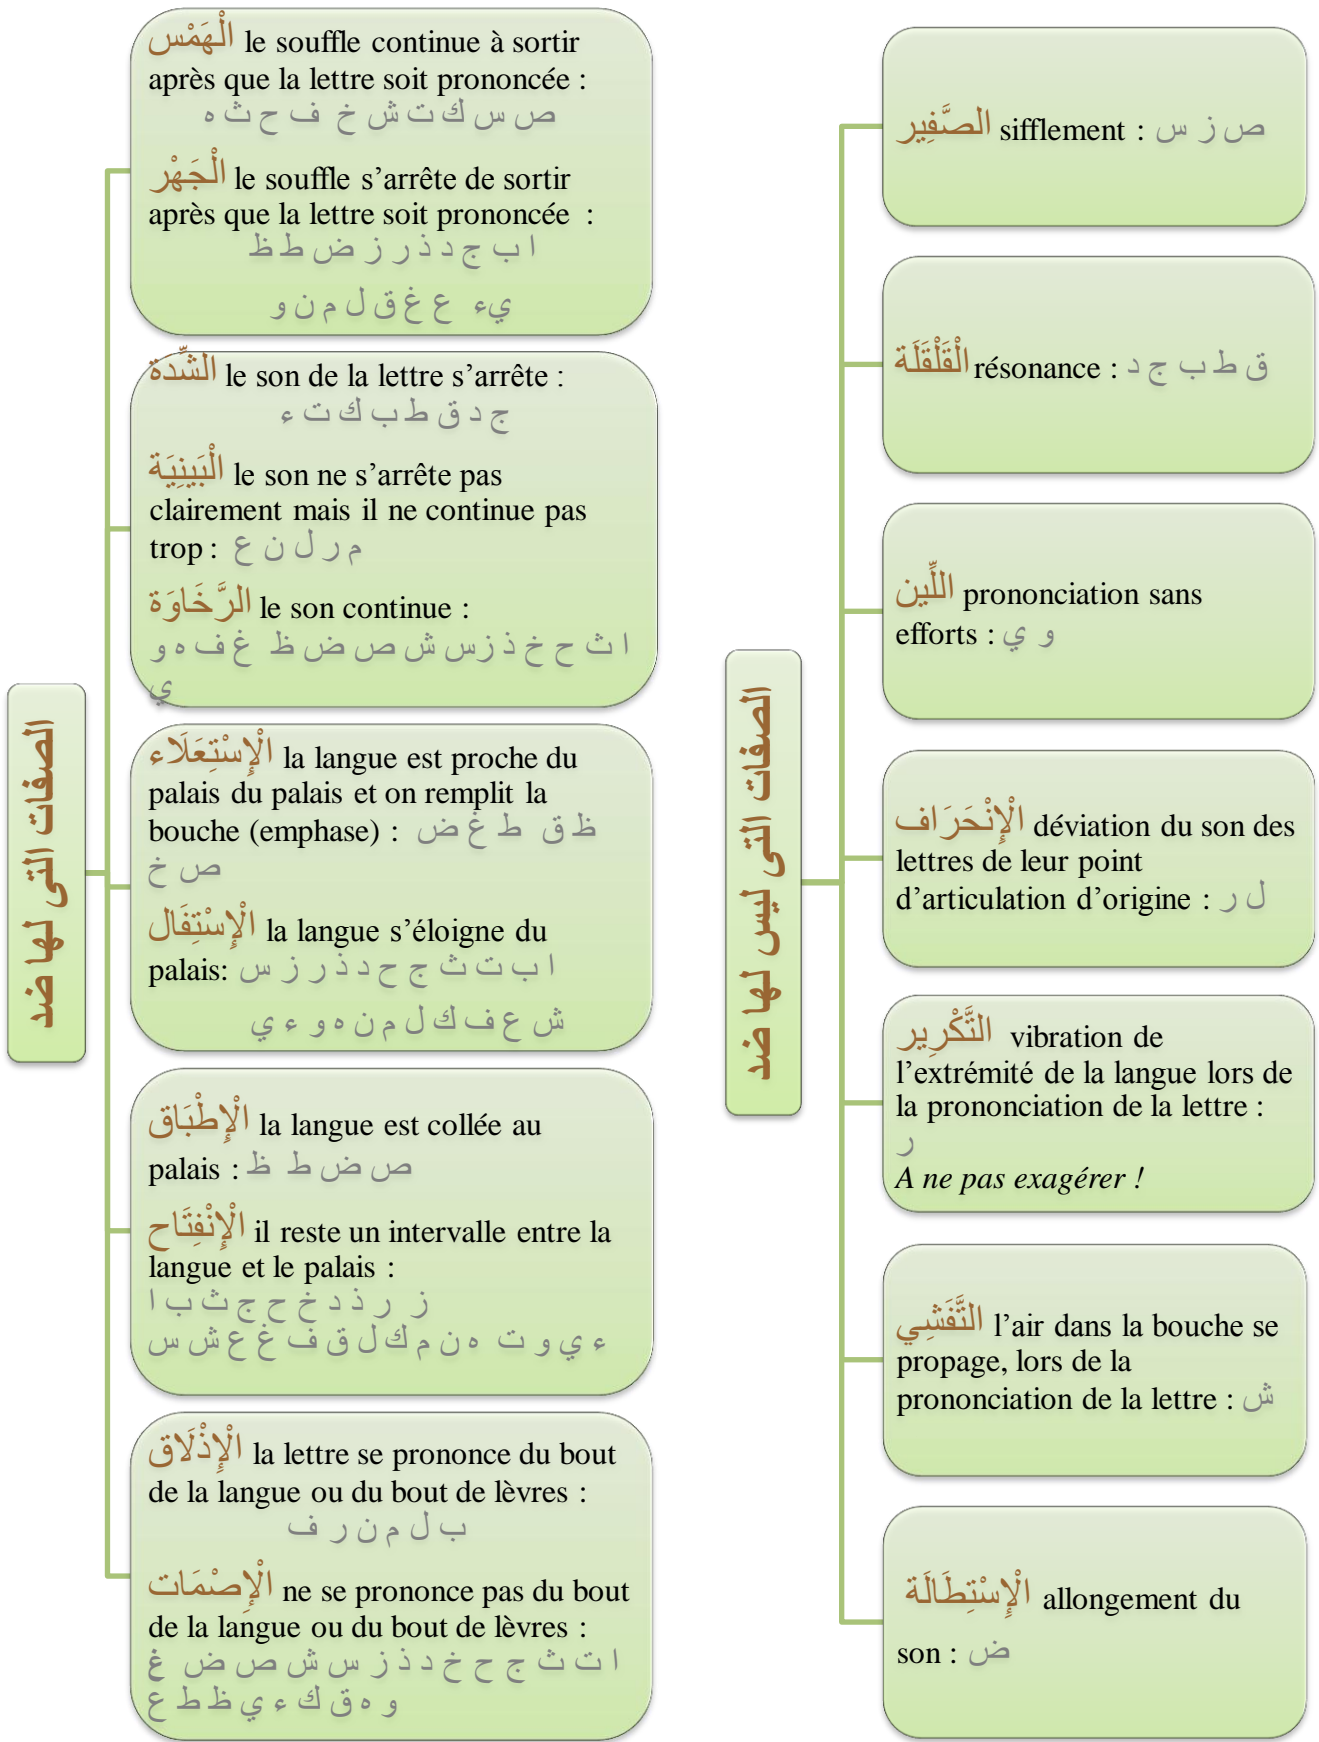 الصفات التى لها ضد
الْهَمْس le souffle continue à sortir
après que la lettre soit prononcée :
ص س ك ت ش خ ف ح ث ه
الْجَهْر le souffle s’arrête de sortir
après que la lettre soit prononcée :
ا ب ج د ذ ر ز ض ط ظ
ع غ ق ل م ن و يء
الشِّدة le son de la lettre s’arrête :
ج د ق ط ب ك ت ء
الْبَينِيَة le son ne s’arrête pas
clairement mais il ne continue pas
trop : م ر ل ن ع
الرَّخَاوَة le son continue :
ا ث ح خ ذ زس ش ص ض ظ غ ف ه و
ي
الْإِسْتِعَلَاء la langue est proche du
palais du palais et on remplit la
bouche (emphase) : ظ ق ط غ ض
ص خ
الْإِسْتِفَال la langue s’éloigne du
palais: ا ب ت ث ج ح د ذ ر ز س
ش ع ف ك ل م ن ه و ء ي
الْإِطْبَاق la langue est collée au
palais : ص ض ط ظ
الْإِنْفِتَاح il reste un intervalle entre la
langue et le palais :
ز ر ذ د خ ح ج ث ب ا
ء ي و ت ه ن م ك ل ق ف غ ع ش س
الْإِذْلَاق la lettre se prononce du bout
de la langue ou du bout de lèvres :
ب ل م ن ر ف
الْإِصْمَات ne se prononce pas du bout
de la langue ou du bout de lèvres :
ا ت ث ج ح خ د ذ ز س ش ص ض غ
و ه ق ك ء ي ظ ط ع
الصفات التى ليس لها ضد
الصَّفِير sifflement : ص ز س
الْقَلْقَلَة résonance : ق ط ب ج د
اللِّين prononciation sans
efforts : و ي
الْإِنْحَرَاف déviation du son des
lettres de leur point
d’articulation d’origine : ل ر
التَّكْرِير vibration de
l’extrémité de la langue lors de
la prononciation de la lettre :
ر
A ne pas exagérer !
التَّفَشِي l’air dans la bouche se
propage, lors de la
prononciation de la lettre : ش
الْإِسْتِطَالَة allongement du
son : ض